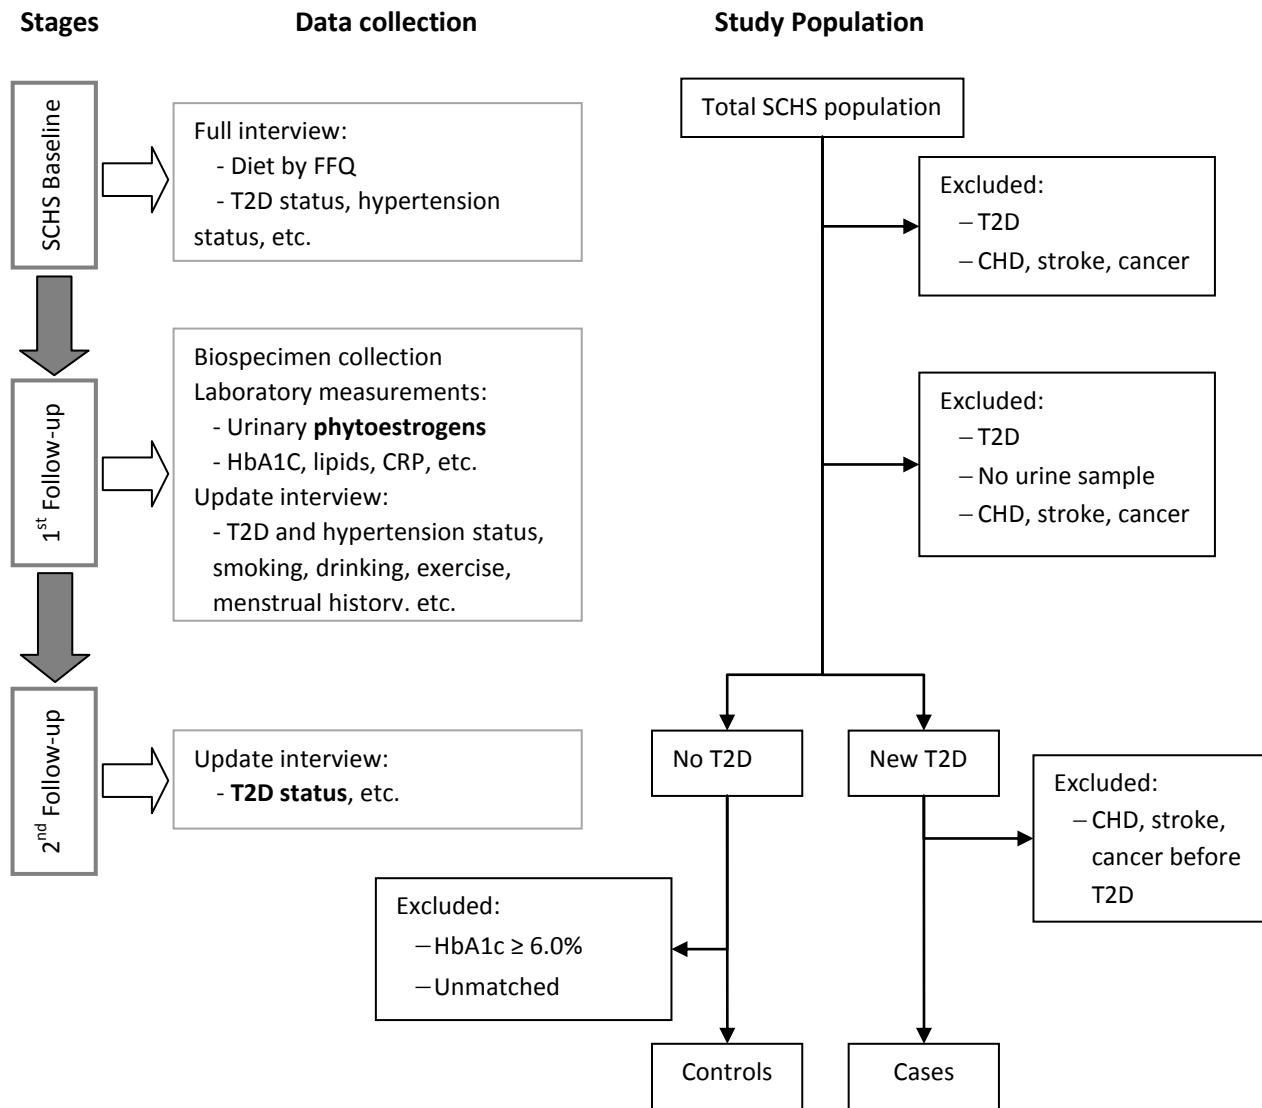 Stages
Data collection
Study Population
SCHS Baseline
Full interview:
- Diet by FFQ
- T2D status, hypertension
status, etc.
Total SCHS population
Excluded:
– T2D
– CHD, stroke, cancer
1st Follow-up
Biospecimen collection
Laboratory measurements:
- Urinary phytoestrogens
- HbA1C, lipids, CRP, etc.
Update interview:
- T2D and hypertension status,
smoking, drinking, exercise,
menstrual history, etc.
Excluded:
– T2D
– No urine sample
– CHD, stroke, cancer
2nd Follow-up
Update interview:
- T2D status, etc.
No T2D
New T2D
Excluded:
– CHD, stroke,
cancer before
T2D
Excluded:
– HbA1c ≥ 6.0%
– Unmatched
Controls
Cases